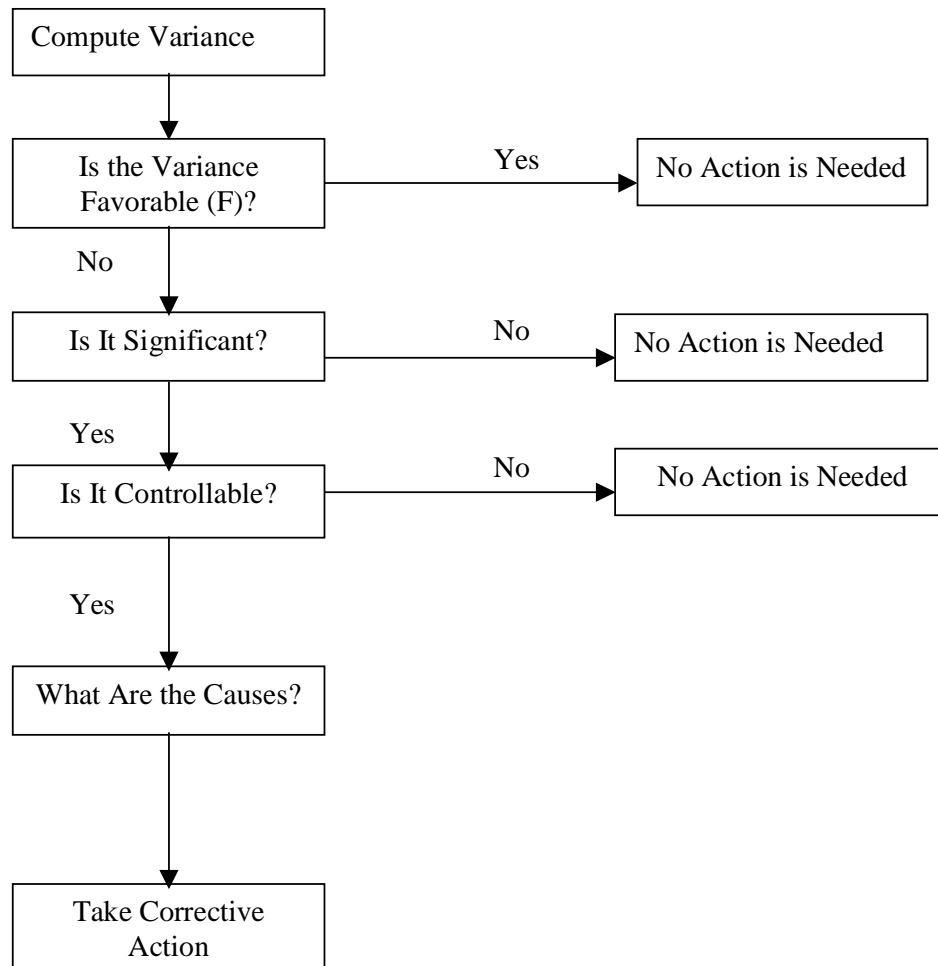 Compute Variance
Is the Variance
Favorable (F)?
Yes
No Action is Needed
No
Is It Significant?
No
No Action is Needed
Yes
Is It Controllable?
No
No Action is Needed
Yes
What Are the Causes?
Take Corrective
Action